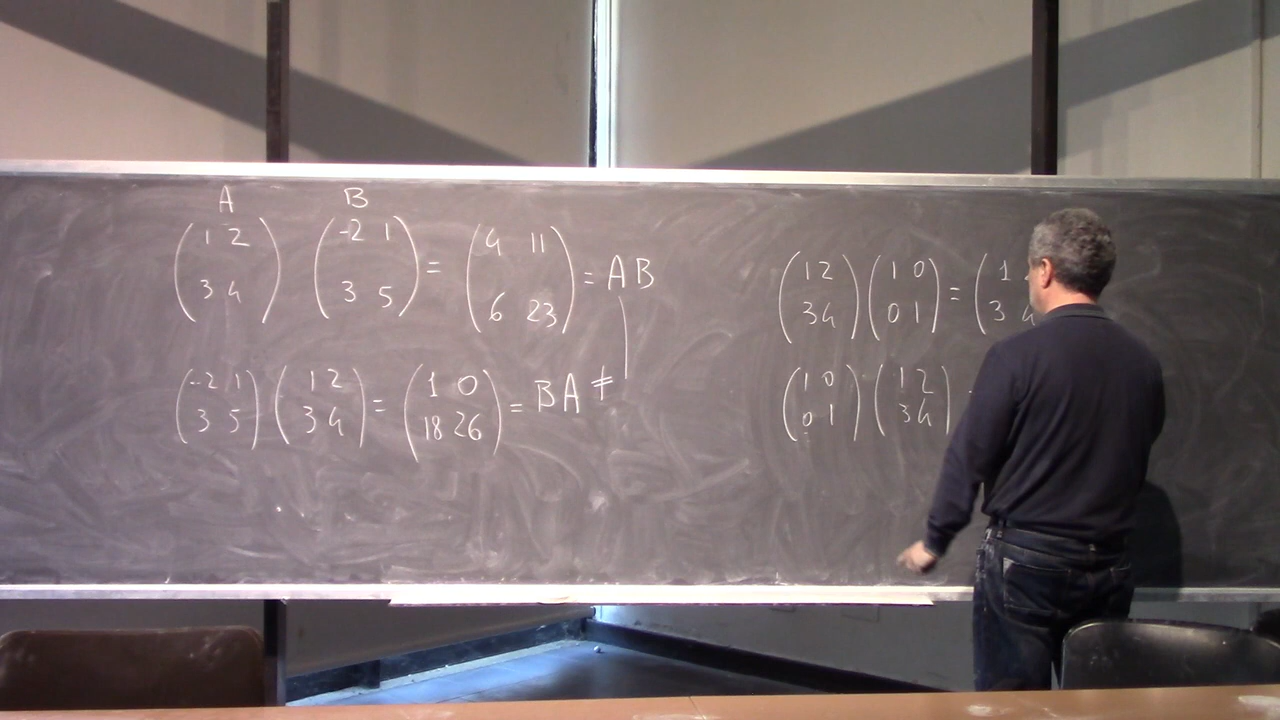 A B
(1 2 (-2 1 = (4 11 = AB
3 4) 3 5) 6 23)
(-2 1 (1 2 = (1 0 = BA ≠
3 5) 3 4) 18 26)
(1 2 (1 0 = (1
3 4) 0 1) 3 4
(1 0 (1 2
0 1) 3 4)